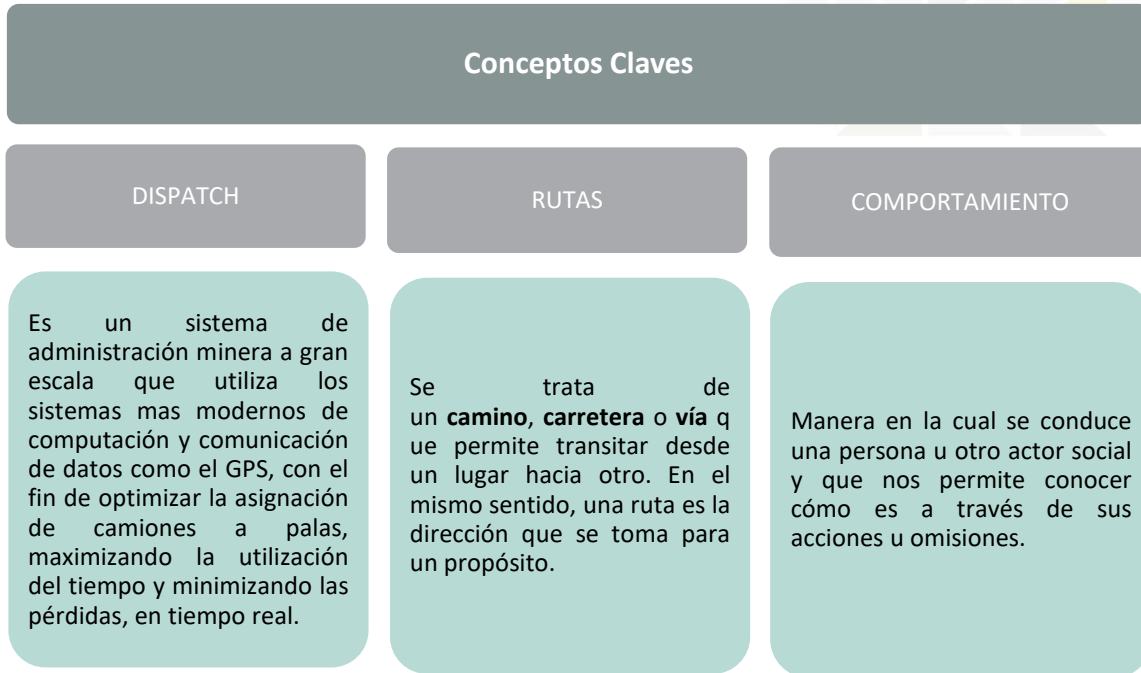 Conceptos Claves
DISPATCH
RUTAS
COMPORTAMIENTO
Es un sistema de
administración minera a gran
escala que utiliza los
sistemas mas modernos de
computación y comunicación
de datos como el GPS, con el
fin de optimizar la asignación
de camiones a palas,
maximizando la utilización
del tiempo y minimizando las
pérdidas, en tiempo real.
Se trata de
un camino, carretera o vía q
ue permite transitar desde
un lugar hacia otro. En el
mismo sentido, una ruta es la
dirección que se toma para
un propósito.
Manera en la cual se conduce
una persona u otro actor social
y que nos permite conocer
cómo es a través de sus
acciones u omisiones.